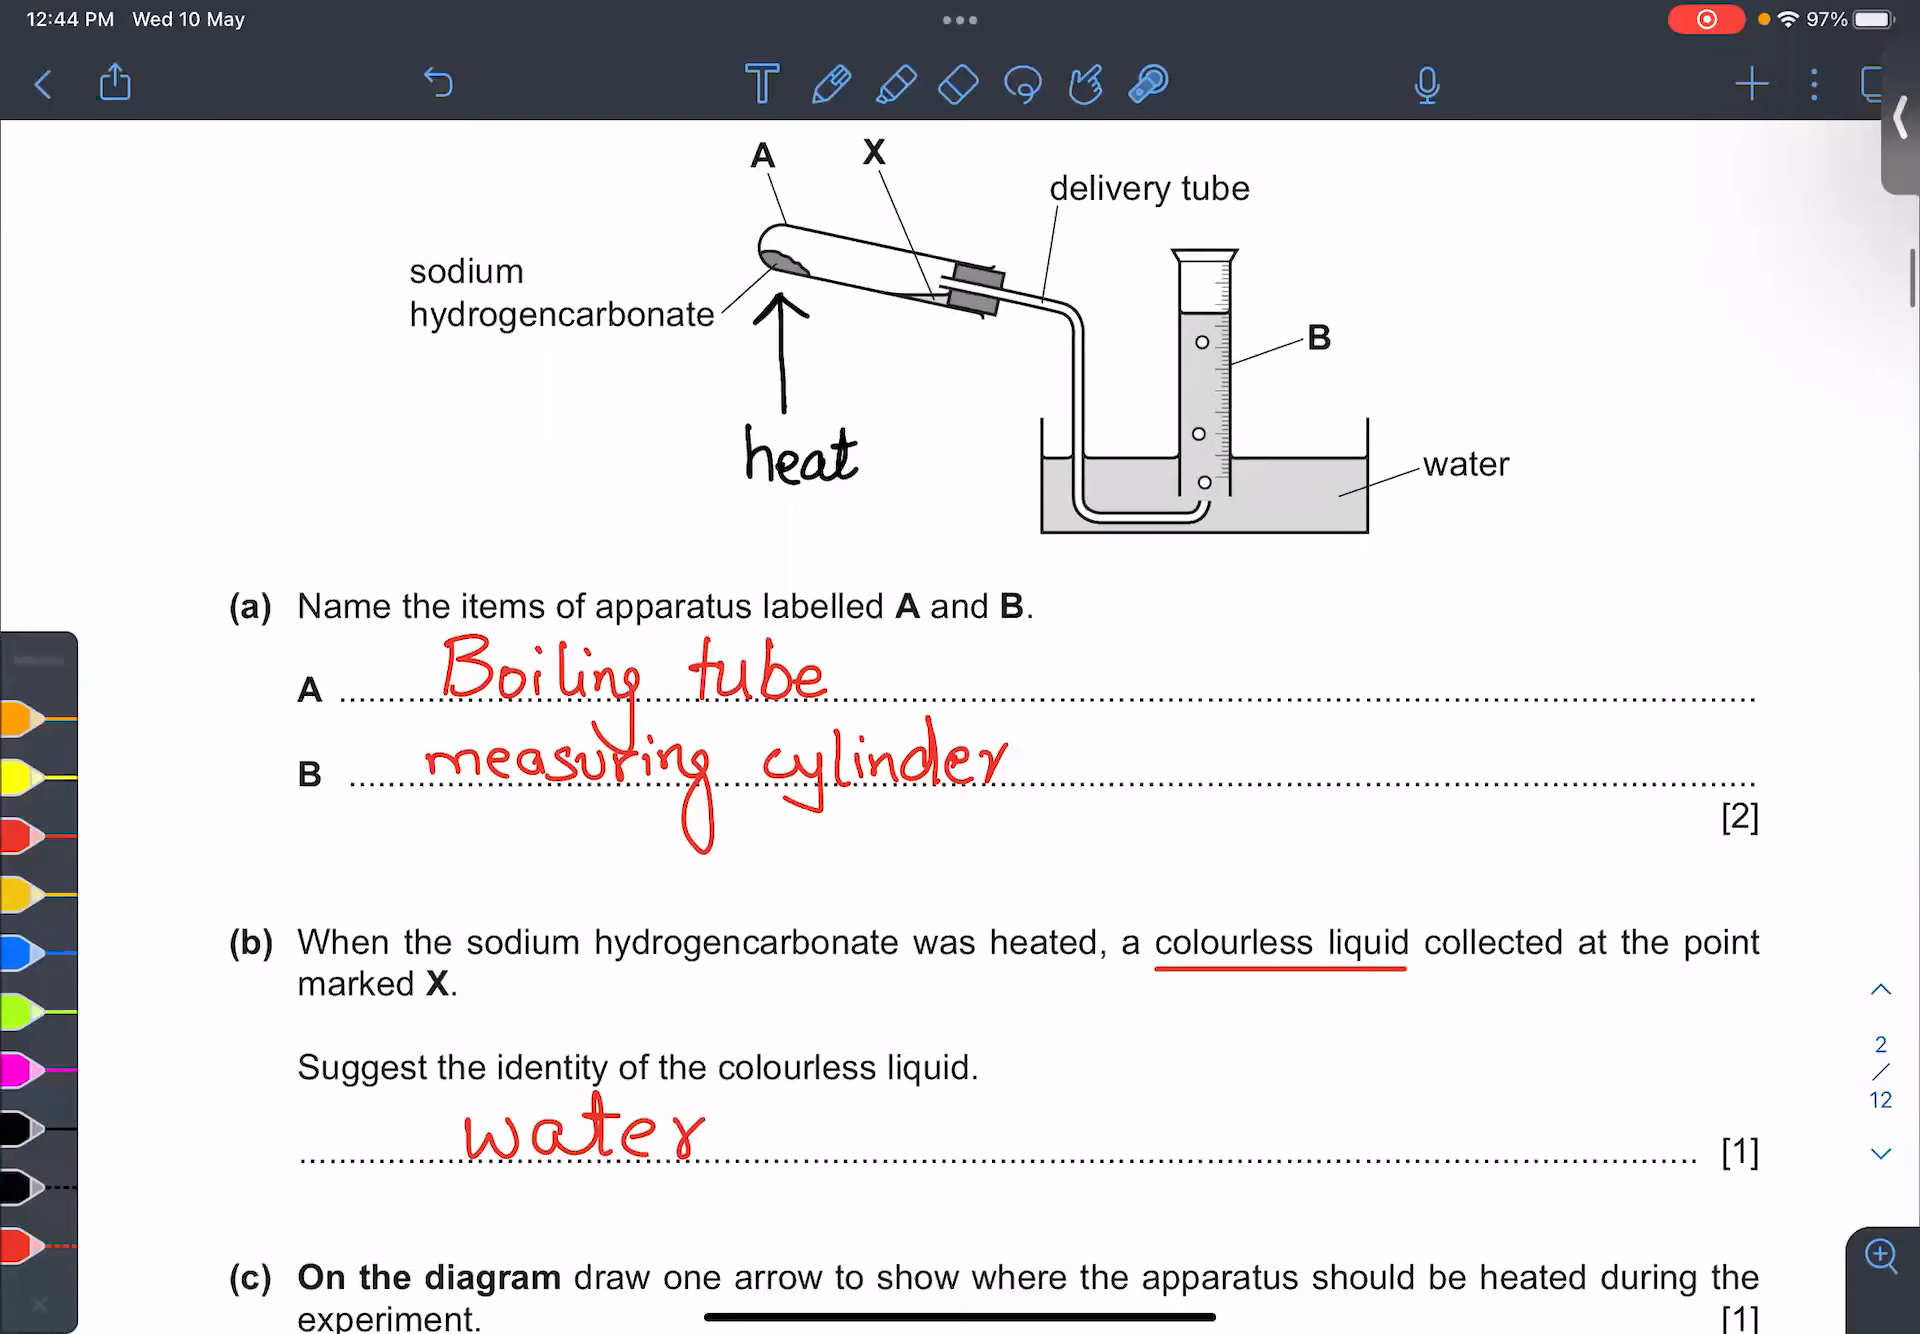 12:44 PM Wed 10 May
97%
A
X
delivery tube
sodium
hydrogencarbonate
B
heat
water
(a) Name the items of apparatus labelled A and B.
A Boiling tube
B measuring cylinder
[2]
(b) When the sodium hydrogencarbonate was heated, a colourless liquid collected at the point
marked X.
Suggest the identity of the colourless liquid.
water [1]
2
/
12
(c) On the diagram draw one arrow to show where the apparatus should be heated during the
experiment. [1]